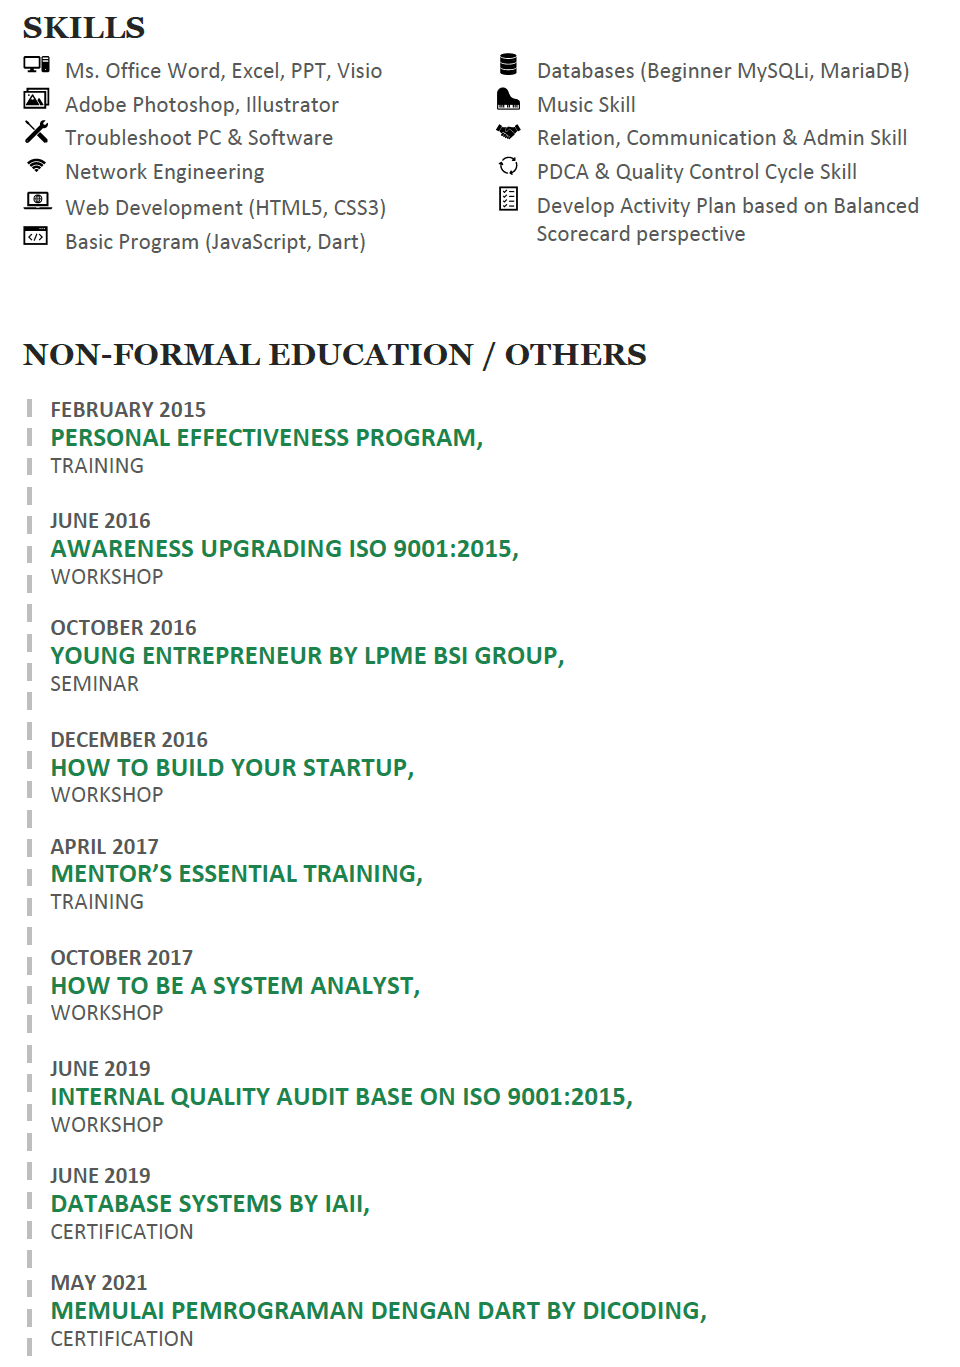 SKILLS
Ms. Office Word, Excel, PPT, Visio
Adobe Photoshop, Illustrator
Troubleshoot PC & Software
Network Engineering
Web Development (HTML5, CSS3)
Basic Program (JavaScript, Dart)
Databases (Beginner MySQLi, MariaDB)
Music Skill
Relation, Communication & Admin Skill
PDCA & Quality Control Cycle Skill
Develop Activity Plan based on Balanced
Scorecard perspective
NON-FORMAL EDUCATION / OTHERS
FEBRUARY 2015
PERSONAL EFFECTIVENESS PROGRAM,
TRAINING
JUNE 2016
AWARENESS UPGRADING ISO 9001:2015,
WORKSHOP
OCTOBER 2016
YOUNG ENTREPRENEUR BY LPME BSI GROUP,
SEMINAR
DECEMBER 2016
HOW TO BUILD YOUR STARTUP,
WORKSHOP
APRIL 2017
MENTOR'S ESSENTIAL TRAINING,
TRAINING
OCTOBER 2017
HOW TO BE A SYSTEM ANALYST,
WORKSHOP
JUNE 2019
INTERNAL QUALITY AUDIT BASE ON ISO 9001:2015,
WORKSHOP
JUNE 2019
DATABASE SYSTEMS BY IAII,
CERTIFICATION
MAY 2021
MEMULAI PEMROGRAMAN DENGAN DART BY DICODING,
CERTIFICATION